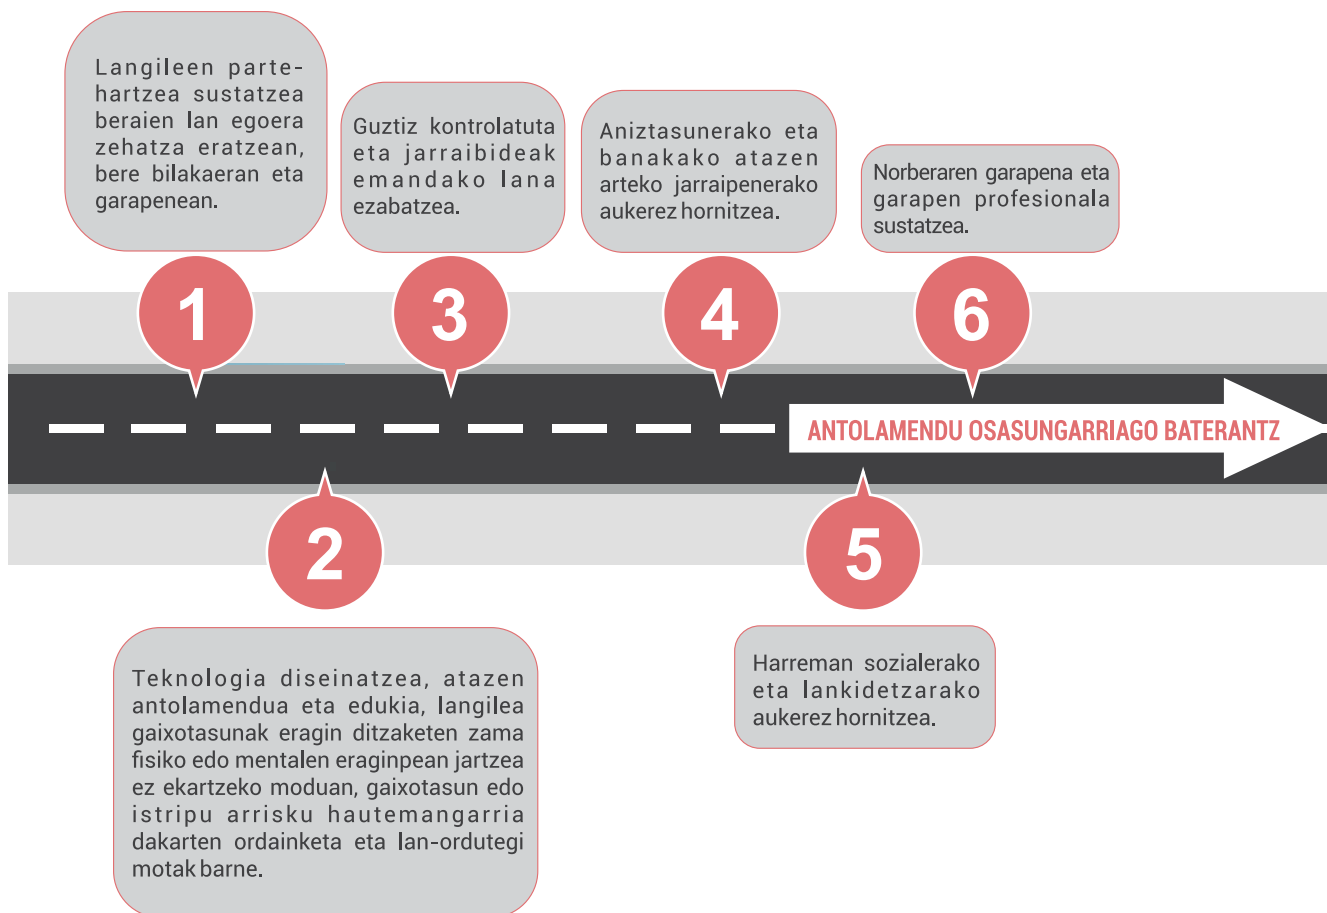 Langileen parte-
hartzea sustatzea
beraien lan egoera
zehatza eratzean,
bere bilakaeran eta
garapenean.
1
Teknologia diseinatzea, atazen
antolamendua eta edukia, langilea
gaixotasunak eragin ditzaketen zama
fisiko edo mentalen eraginpean jartzea
ez ekartzeko moduan, gaixotasun edo
istripu arrisku hautemangarria
dakarten ordainketa eta lan-ordutegi
motak barne.
2
Guztiz kontrolatuta
eta jarraibideak
emandako lana
ezabatzea.
3
Aniztasunerako eta
banakako atazen
arteko jarraipenerako
aukerez hornitzea.
4
Harreman sozialerako
eta lankidetzarako
aukerez hornitzea.
5
Norberaren garapena eta
garapen profesionala
sustatzea.
6
ANTOLAMENDU OSASUNGARRIAGO BATERANTZ